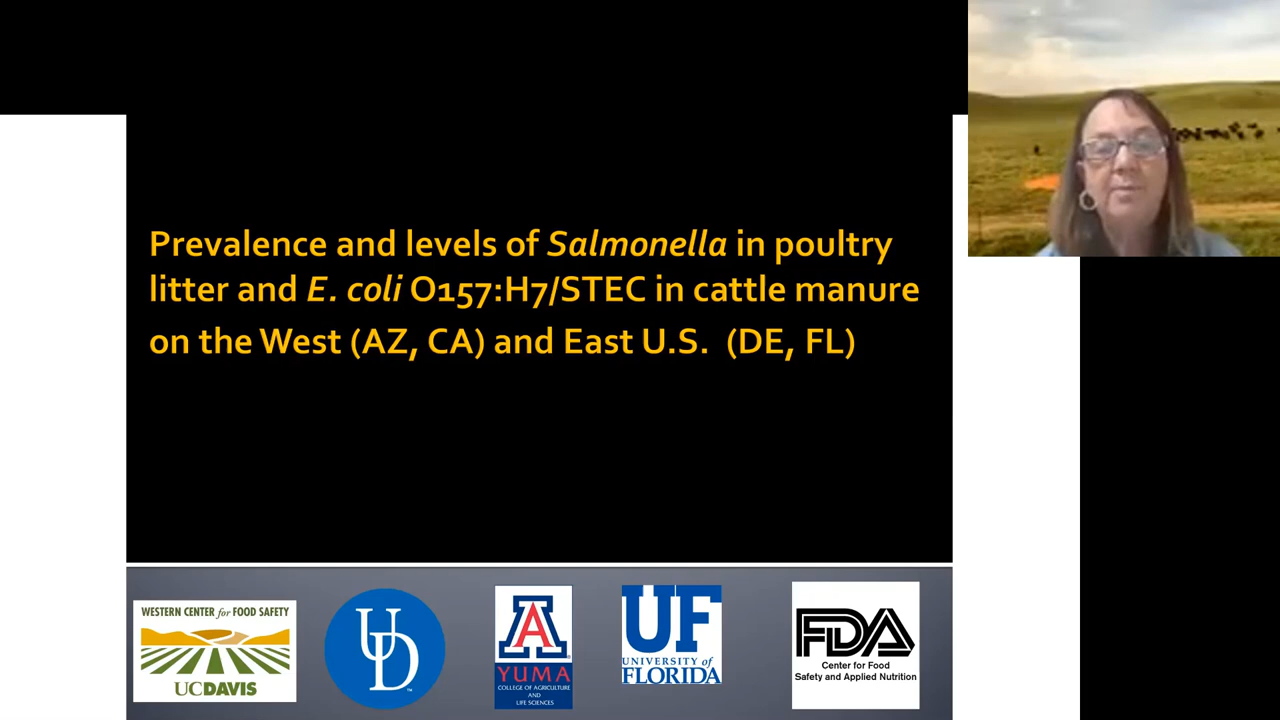 Prevalence and levels of Salmonella in poultry
litter and E. coli O157:H7/STEC in cattle manure
on the West (AZ, CA) and East U.S. (DE, FL)
WESTERN CENTER for FOOD SAFETY
UCDAVIS
UD
TM
A
YUMA
COLLEGE OF AGRICULTURE
AND
LIFE SCIENCES
UF
UNIVERSITY of
FLORIDA
FDA
Center for Food
Safety and Applied Nutrition